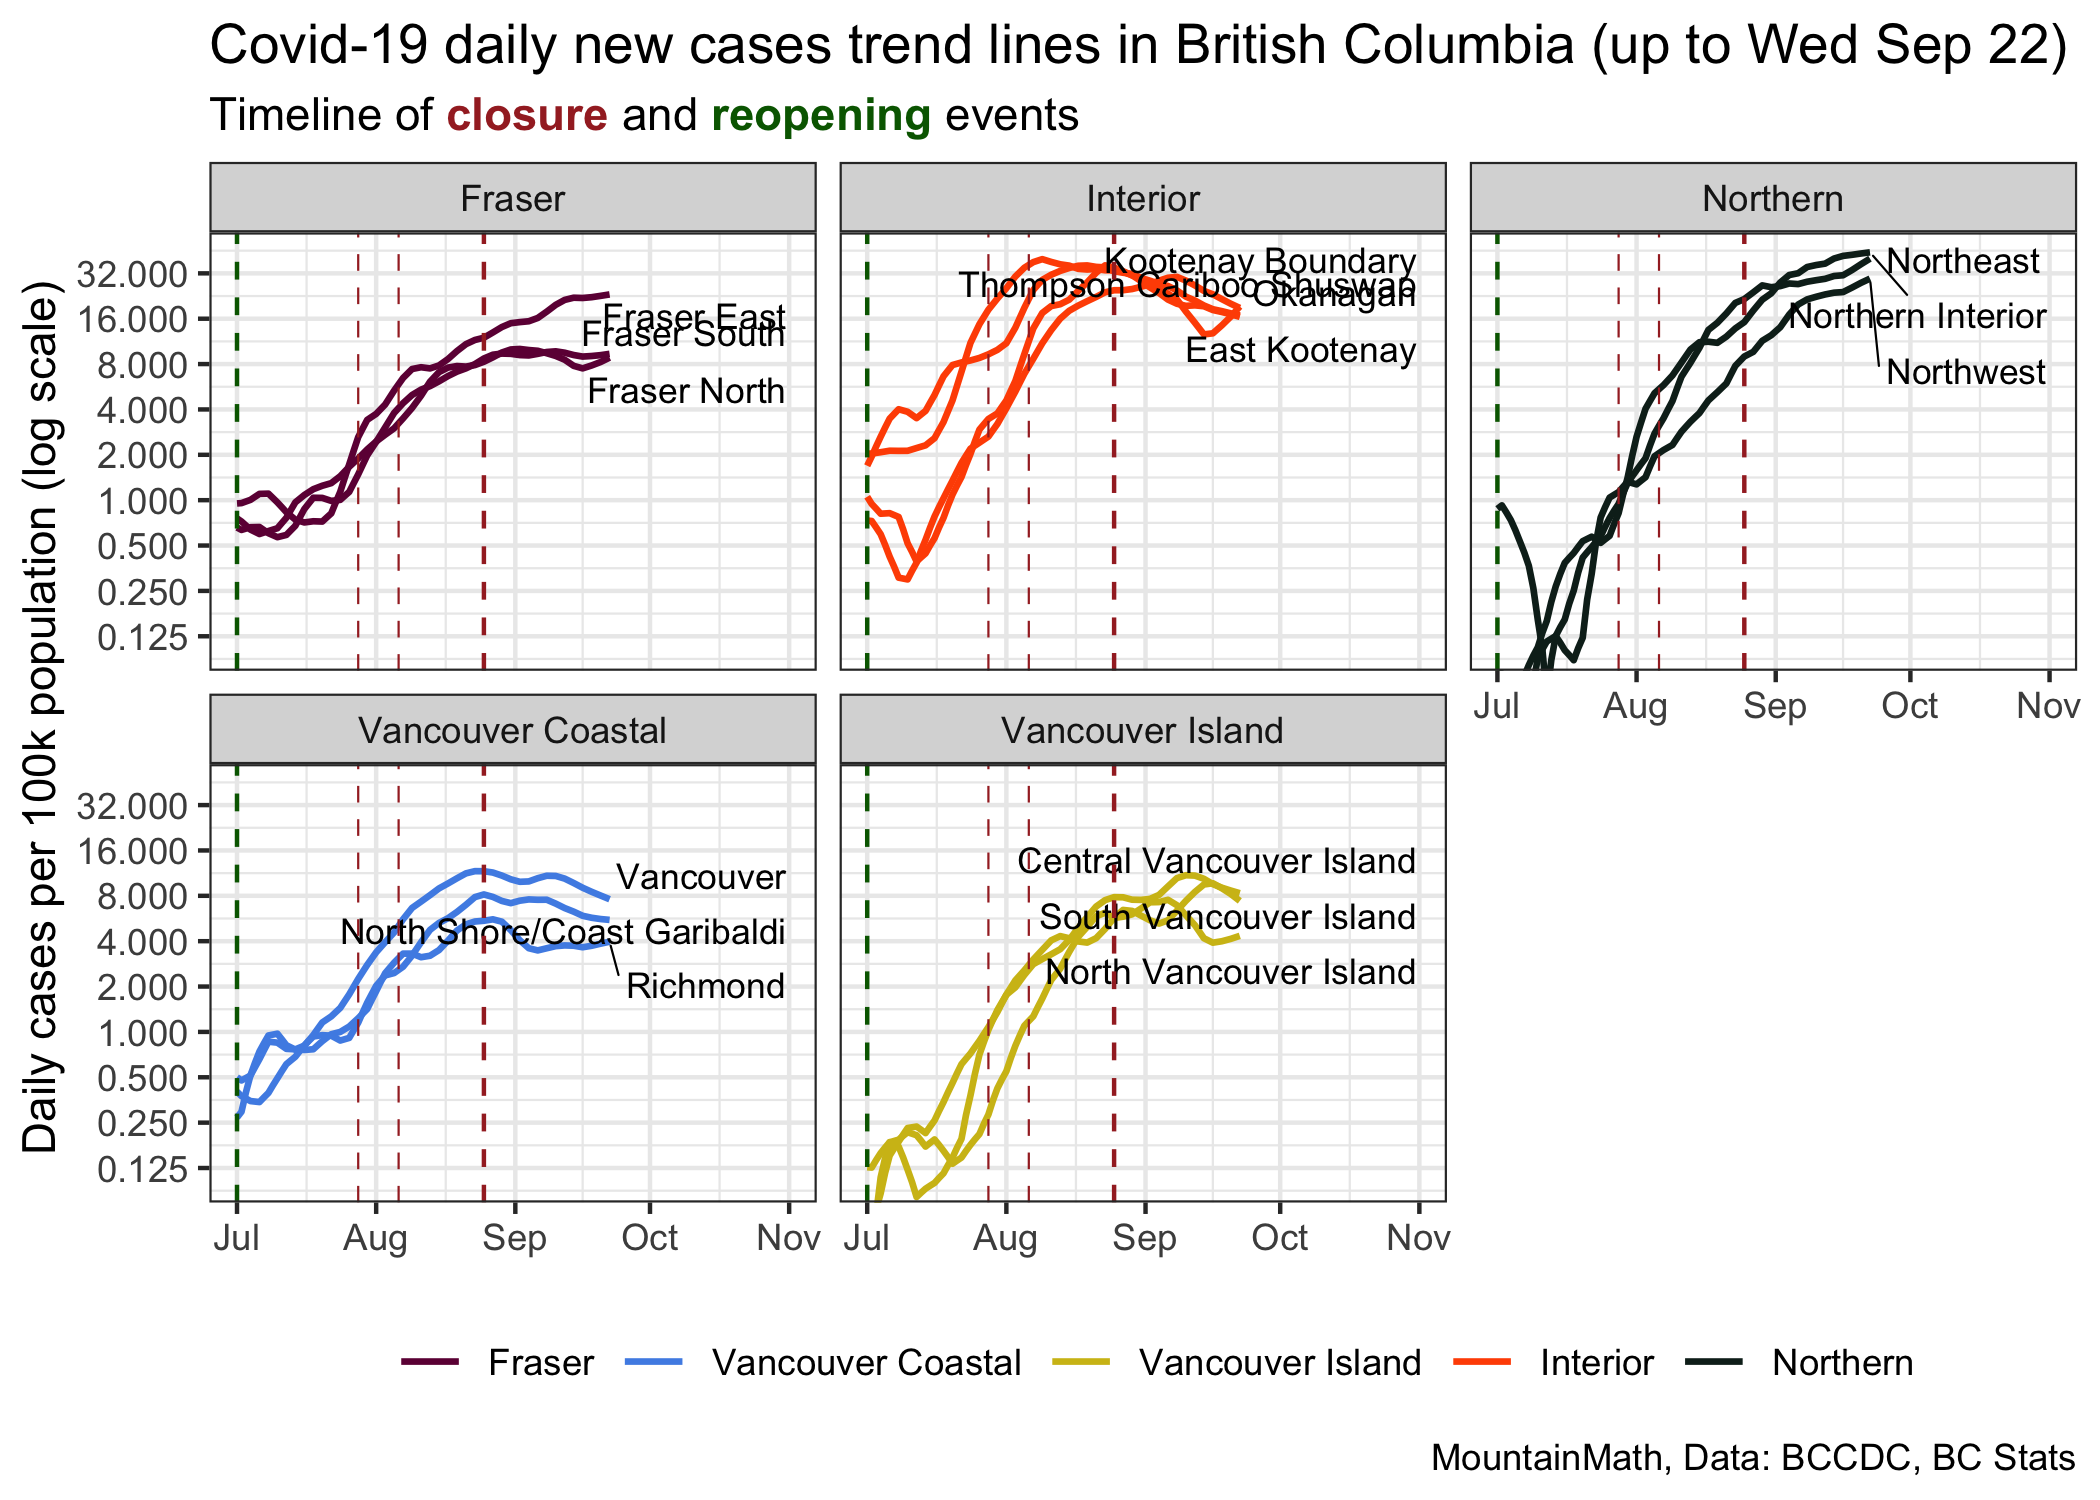 Covid-19 daily new cases trend lines in British Columbia (up to Wed Sep 22)
Timeline of closure and reopening events
Daily cases per 100k population (log scale)
Fraser
Interior
Northern
32.000
16.000
8.000
4.000
2.000
1.000
0.500
0.250
0.125
Fraser East
Fraser South
Fraser North
Kootenay Boundary
Thompson Cariboo Shuswap
Okanagan
East Kootenay
Northeast
Northern Interior
Northwest
Jul Aug Sep Oct Nov
Vancouver Coastal
Vancouver Island
32.000
16.000
8.000
4.000
2.000
1.000
0.500
0.250
0.125
Vancouver
North Shore/Coast Garibaldi
Richmond
Central Vancouver Island
South Vancouver Island
North Vancouver Island
Jul Aug Sep Oct Nov
Jul Aug Sep Oct Nov
Fraser Vancouver Coastal Vancouver Island Interior Northern
MountainMath, Data: BCCDC, BC Stats